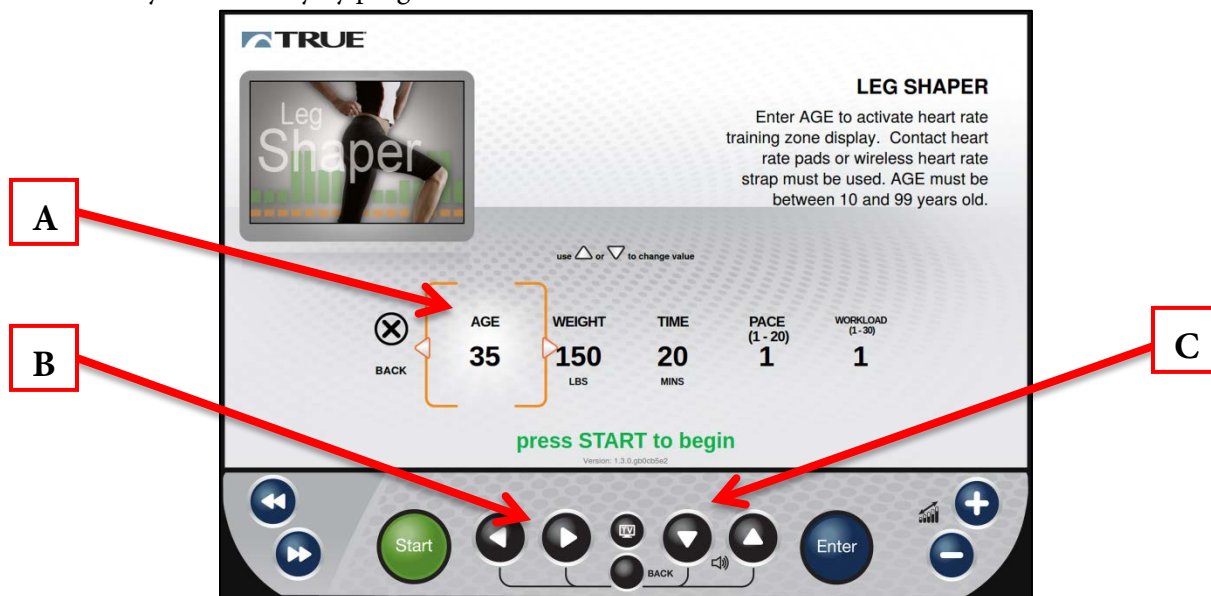 TRUE
Leg
Shaper
LEG SHAPER
Enter AGE to activate heart rate
training zone display. Contact heart
rate pads or wireless heart rate
strap must be used. AGE must be
between 10 and 99 years old.
A
use or to change value
B
C
BACK
AGE
35
WEIGHT
150
LBS
TIME
20
MINS
PACE
(1 - 20)
1
WORKLOAD
(1 - 30)
1
press START to begin
Version: 1.3.0.gb0cb5e2
Start
TV
BACK
Enter